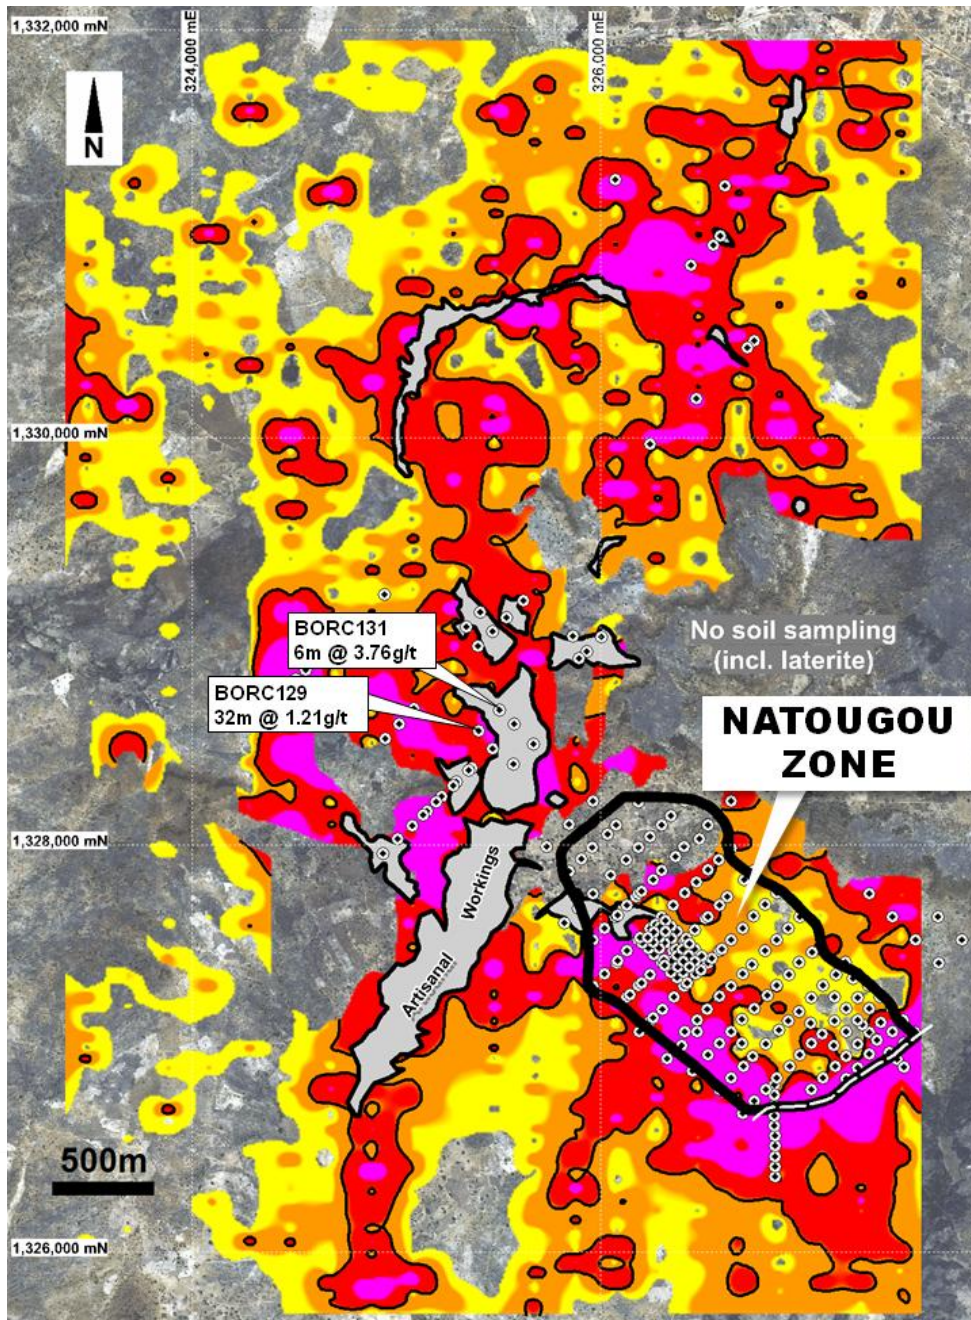 1,332,000 mN
324,000 mE
326,000 mE
N
1,330,000 mN
BORC131
6m @ 3.76g/t
No soil sampling
(incl. laterite)
BORC129
32m @ 1.21g/t
NATOUGOU
ZONE
1,328,000 mN
Artisanal Workings
500m
1,326,000 mN